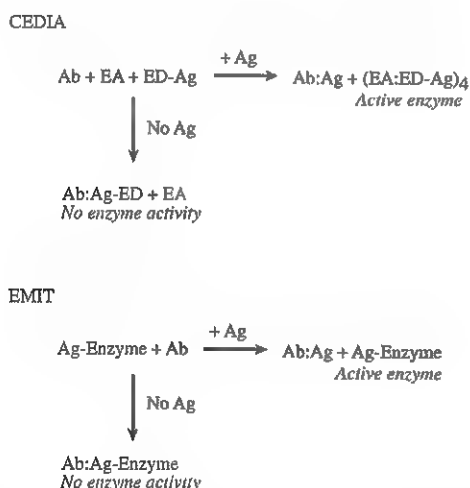 CEDIA
Ab + EA + ED-Ag
+ Ag
Ab:Ag + (EA:ED-Ag)4
Active enzyme
No Ag
Ab:Ag-ED + EA
No enzyme activity
EMIT
Ag-Enzyme + Ab
+ Ag
Ab:Ag + Ag-Enzyme
Active enzyme
No Ag
Ab:Ag-Enzyme
No enzyme activity